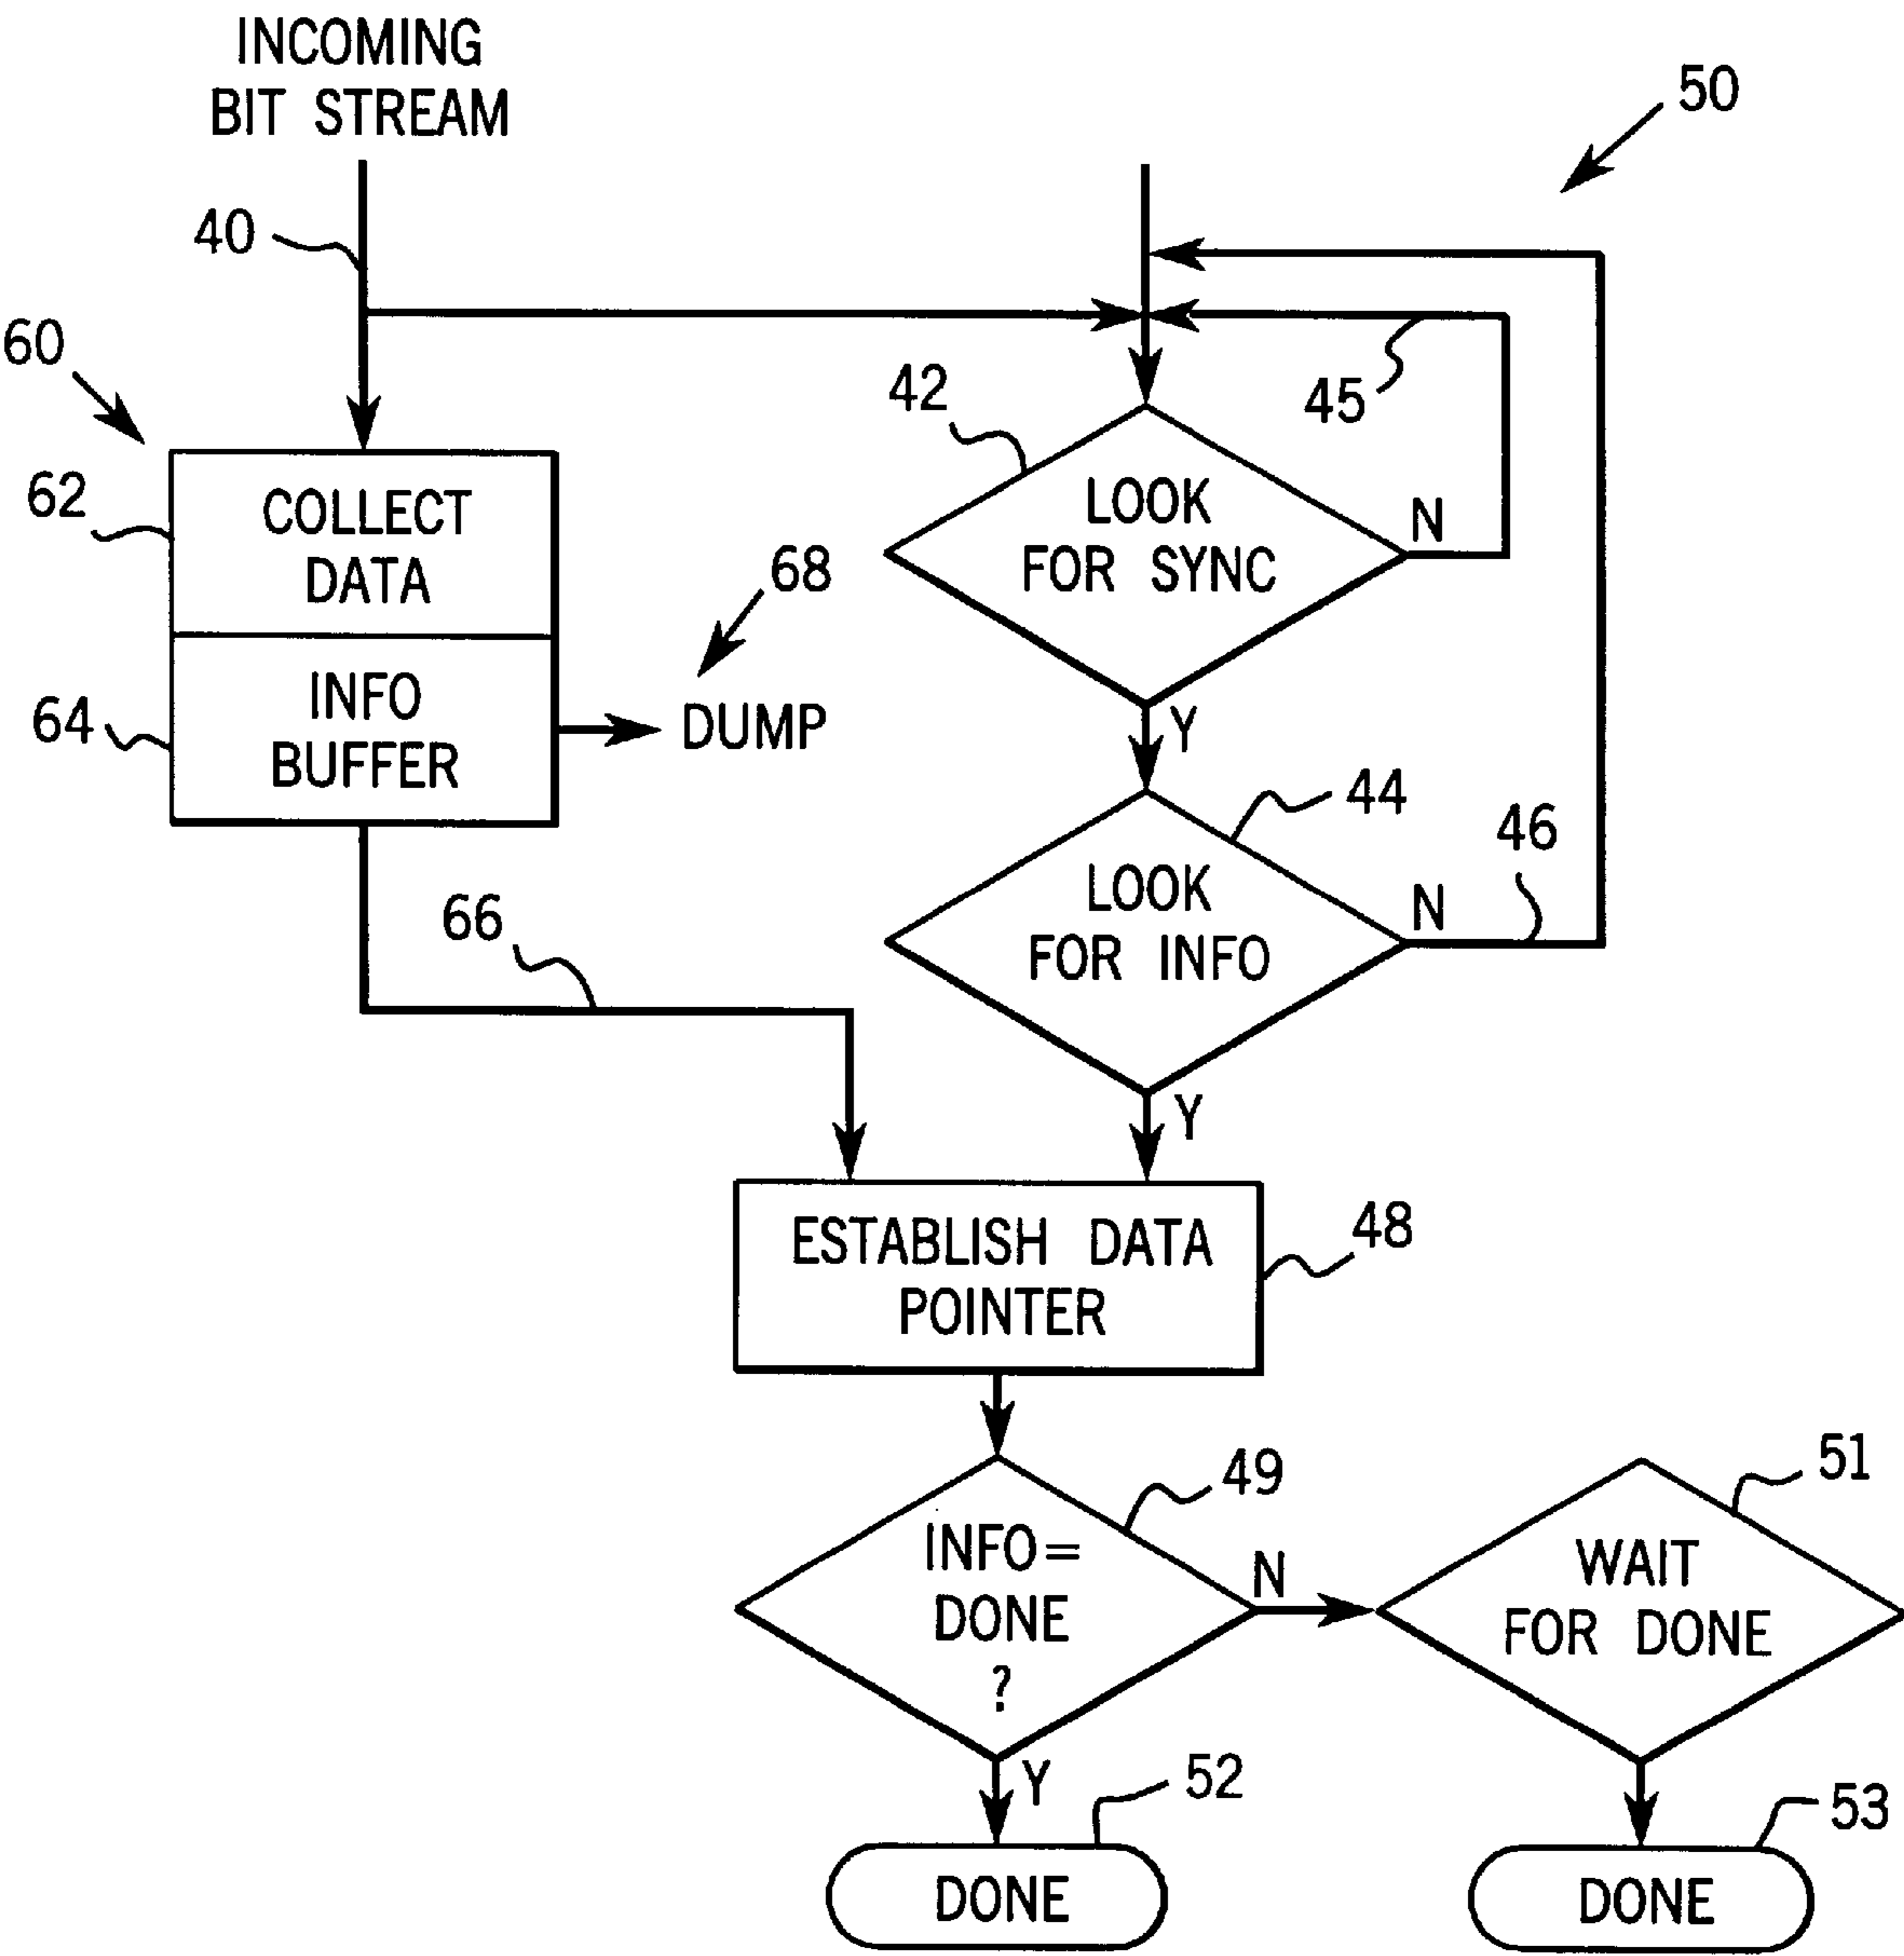 INCOMING
BIT STREAM
50
40
60
42
45
62
COLLECT
DATA
LOOK
FOR SYNC
N
68
64
INFO
BUFFER
DUMP
Y
44
46
66
LOOK
FOR INFO
N
Y
ESTABLISH DATA
POINTER
48
49
51
INFO=
DONE
?
N
WAIT
FOR DONE
Y
52
53
DONE
DONE